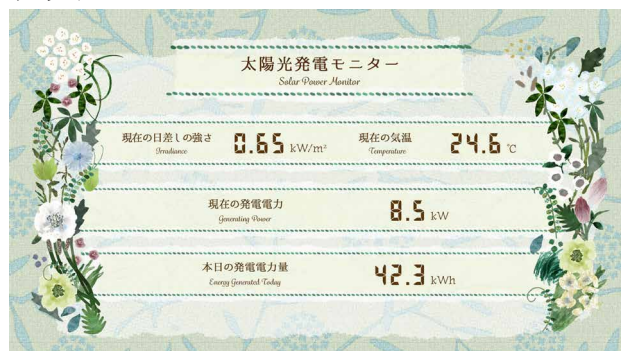 太陽光発電モニター
Solar Power Monitor
現在の日差しの強さ 0.65 kW/m²
Irradiance
現在の気温 24.6 ℃
Temperature
現在の発電電力 8.5 kW
Generating Power
本日の発電電力量 42.3 kWh
Energy Generated Today